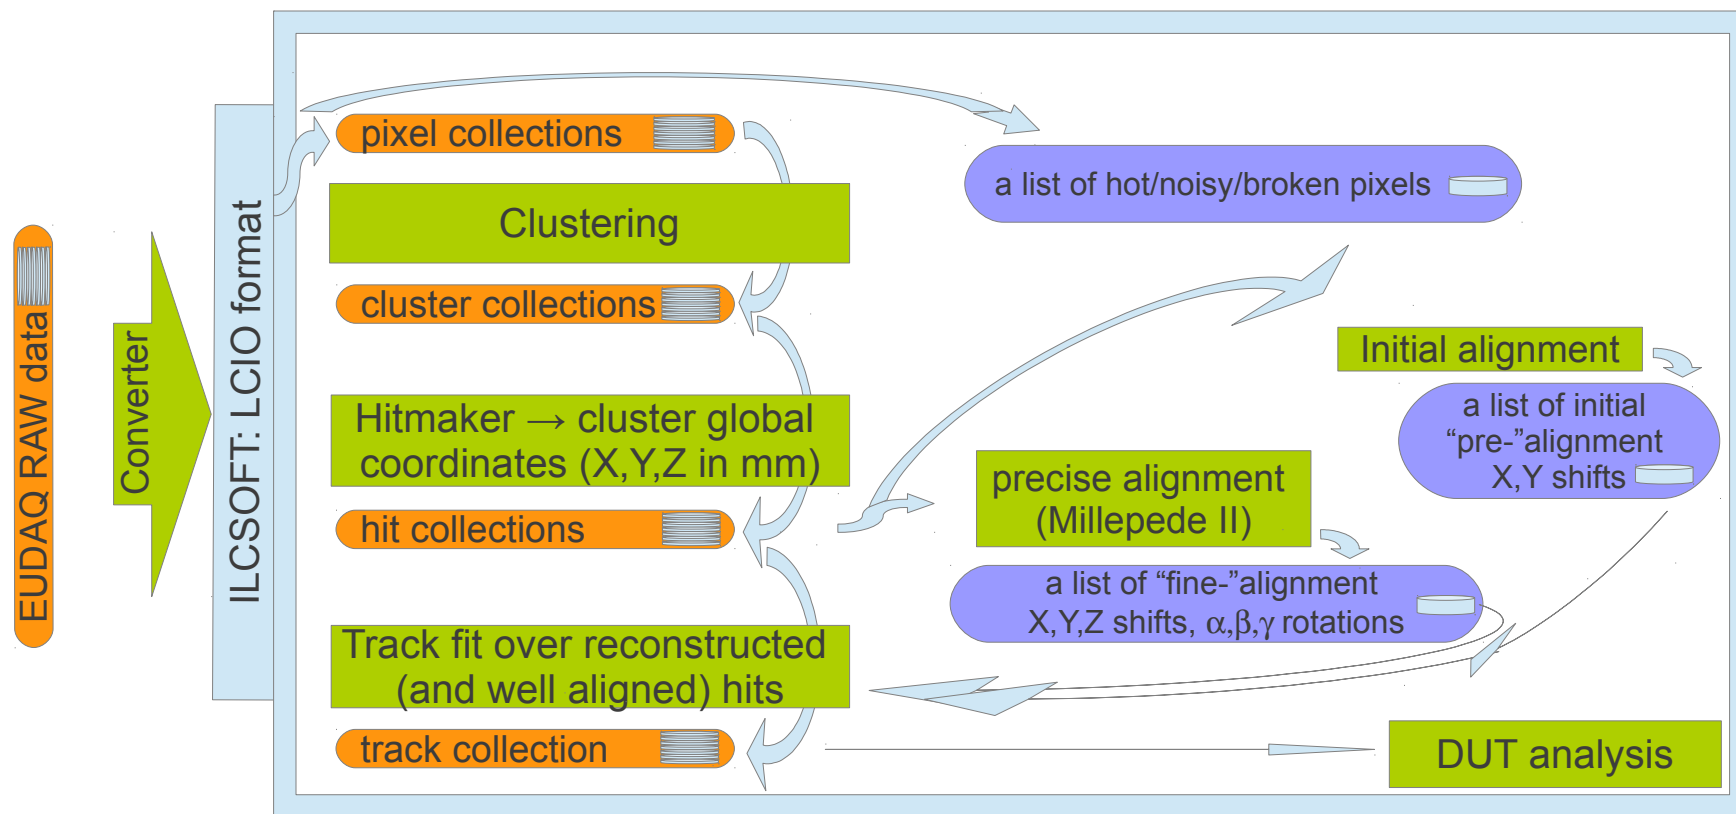 EUDAQ RAW data
Converter
ILCSOFT: LCIO format
pixel collections
Clustering
cluster collections
Hitmaker → cluster global
coordinates (X,Y,Z in mm)
hit collections
Track fit over reconstructed
(and well aligned) hits
track collection
a list of hot/noisy/broken pixels
Initial alignment
a list of initial
“pre-”alignment
X,Y shifts
precise alignment
(Millepede II)
a list of “fine-”alignment
X,Y,Z shifts, α,β,γ rotations
DUT analysis